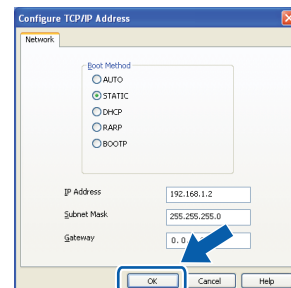 Configure TCP/IP Address
Network
Boot Method
AUTO
STATIC
DHCP
RARP
BOOTP
IP Address 192.168.1.2
Subnet Mask 255.255.255.0
Gateway 0. 0
OK Cancel Help